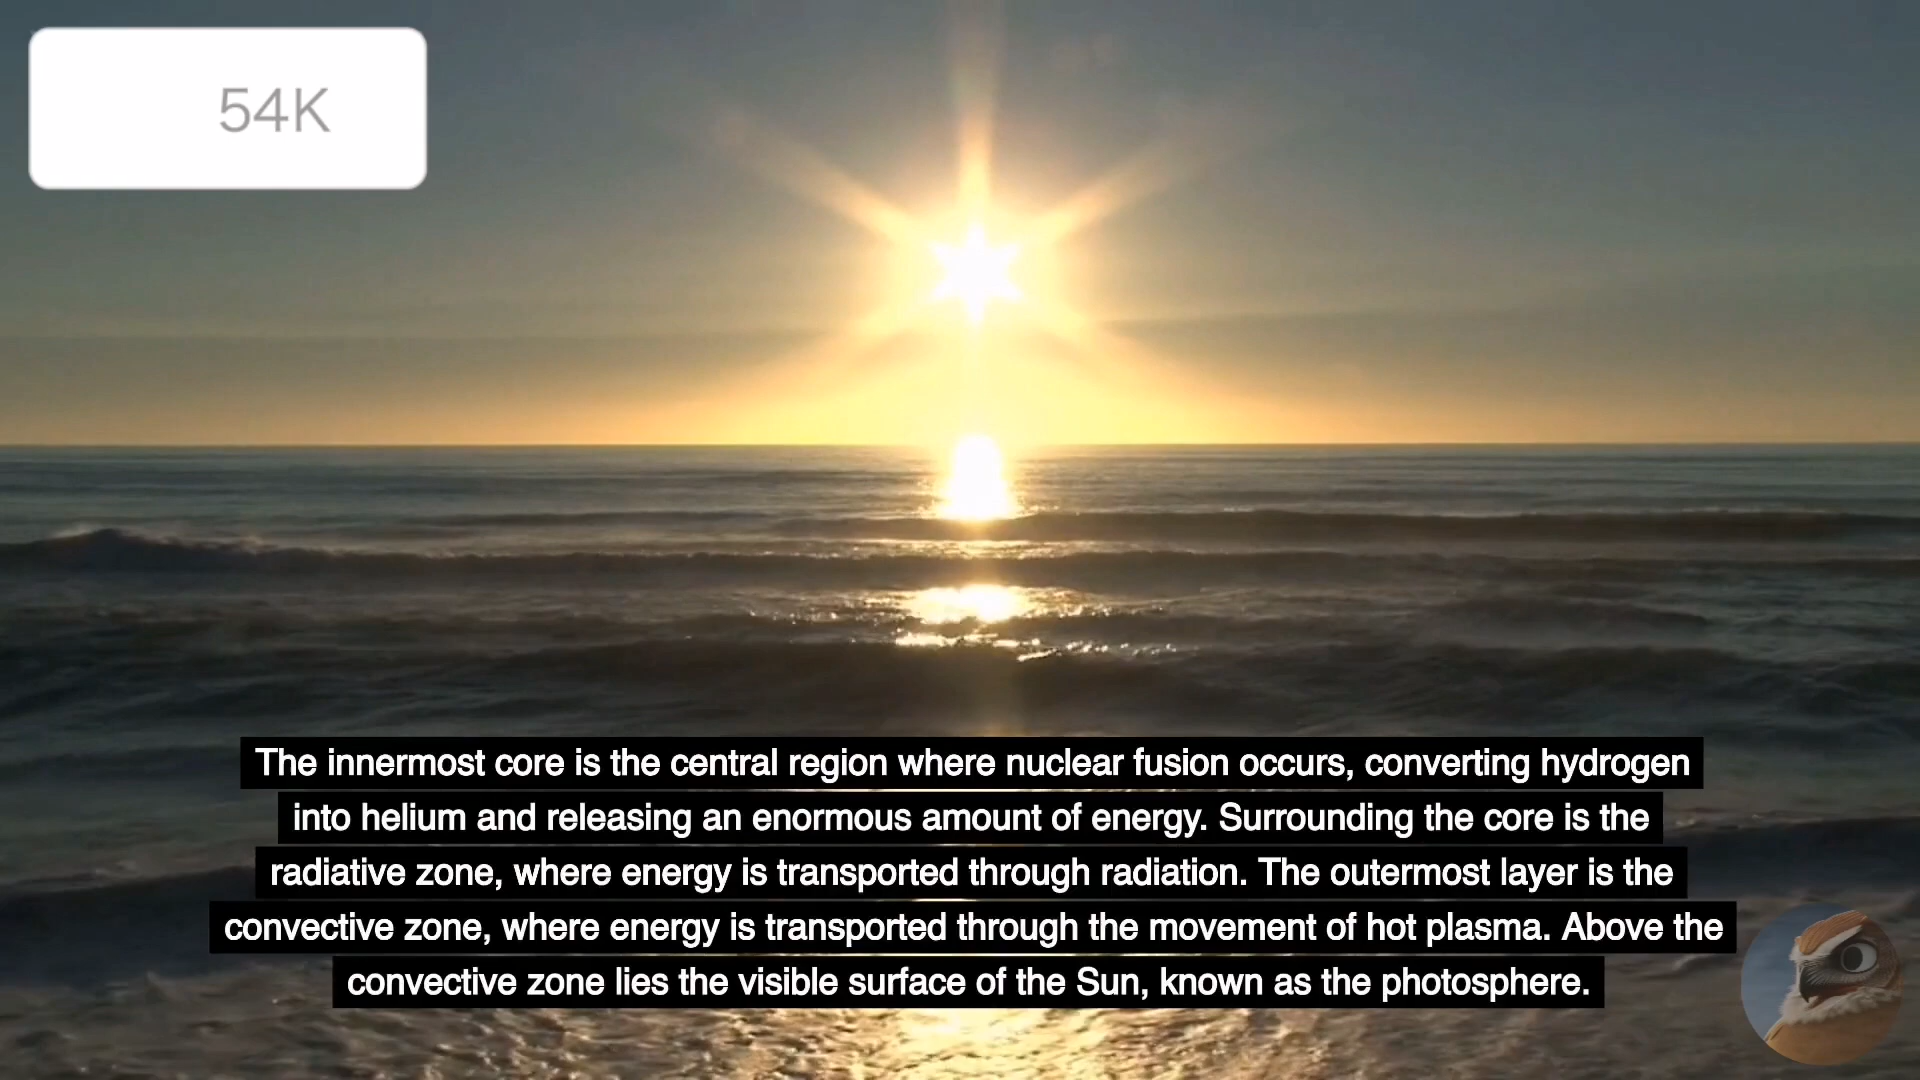 54K
The innermost core is the central region where nuclear fusion occurs, converting hydrogen
into helium and releasing an enormous amount of energy. Surrounding the core is the
radiative zone, where energy is transported through radiation. The outermost layer is the
convective zone, where energy is transported through the movement of hot plasma. Above the
convective zone lies the visible surface of the Sun, known as the photosphere.